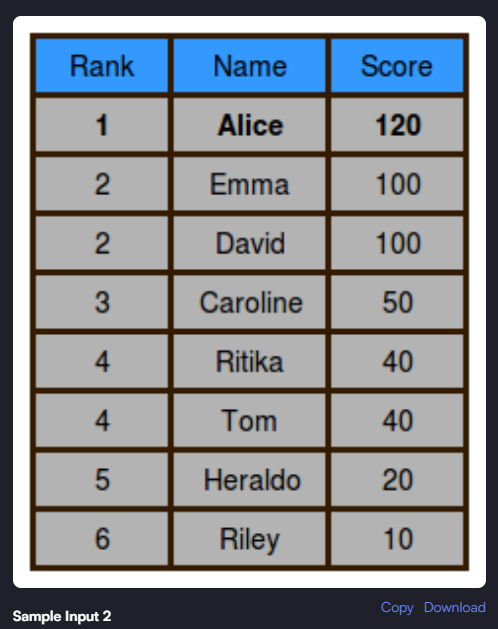 Rank Name Score
1 Alice 120
2 Emma 100
2 David 100
3 Caroline 50
4 Ritika 40
4 Tom 40
5 Heraldo 20
6 Riley 10
Copy Download
Sample Input 2